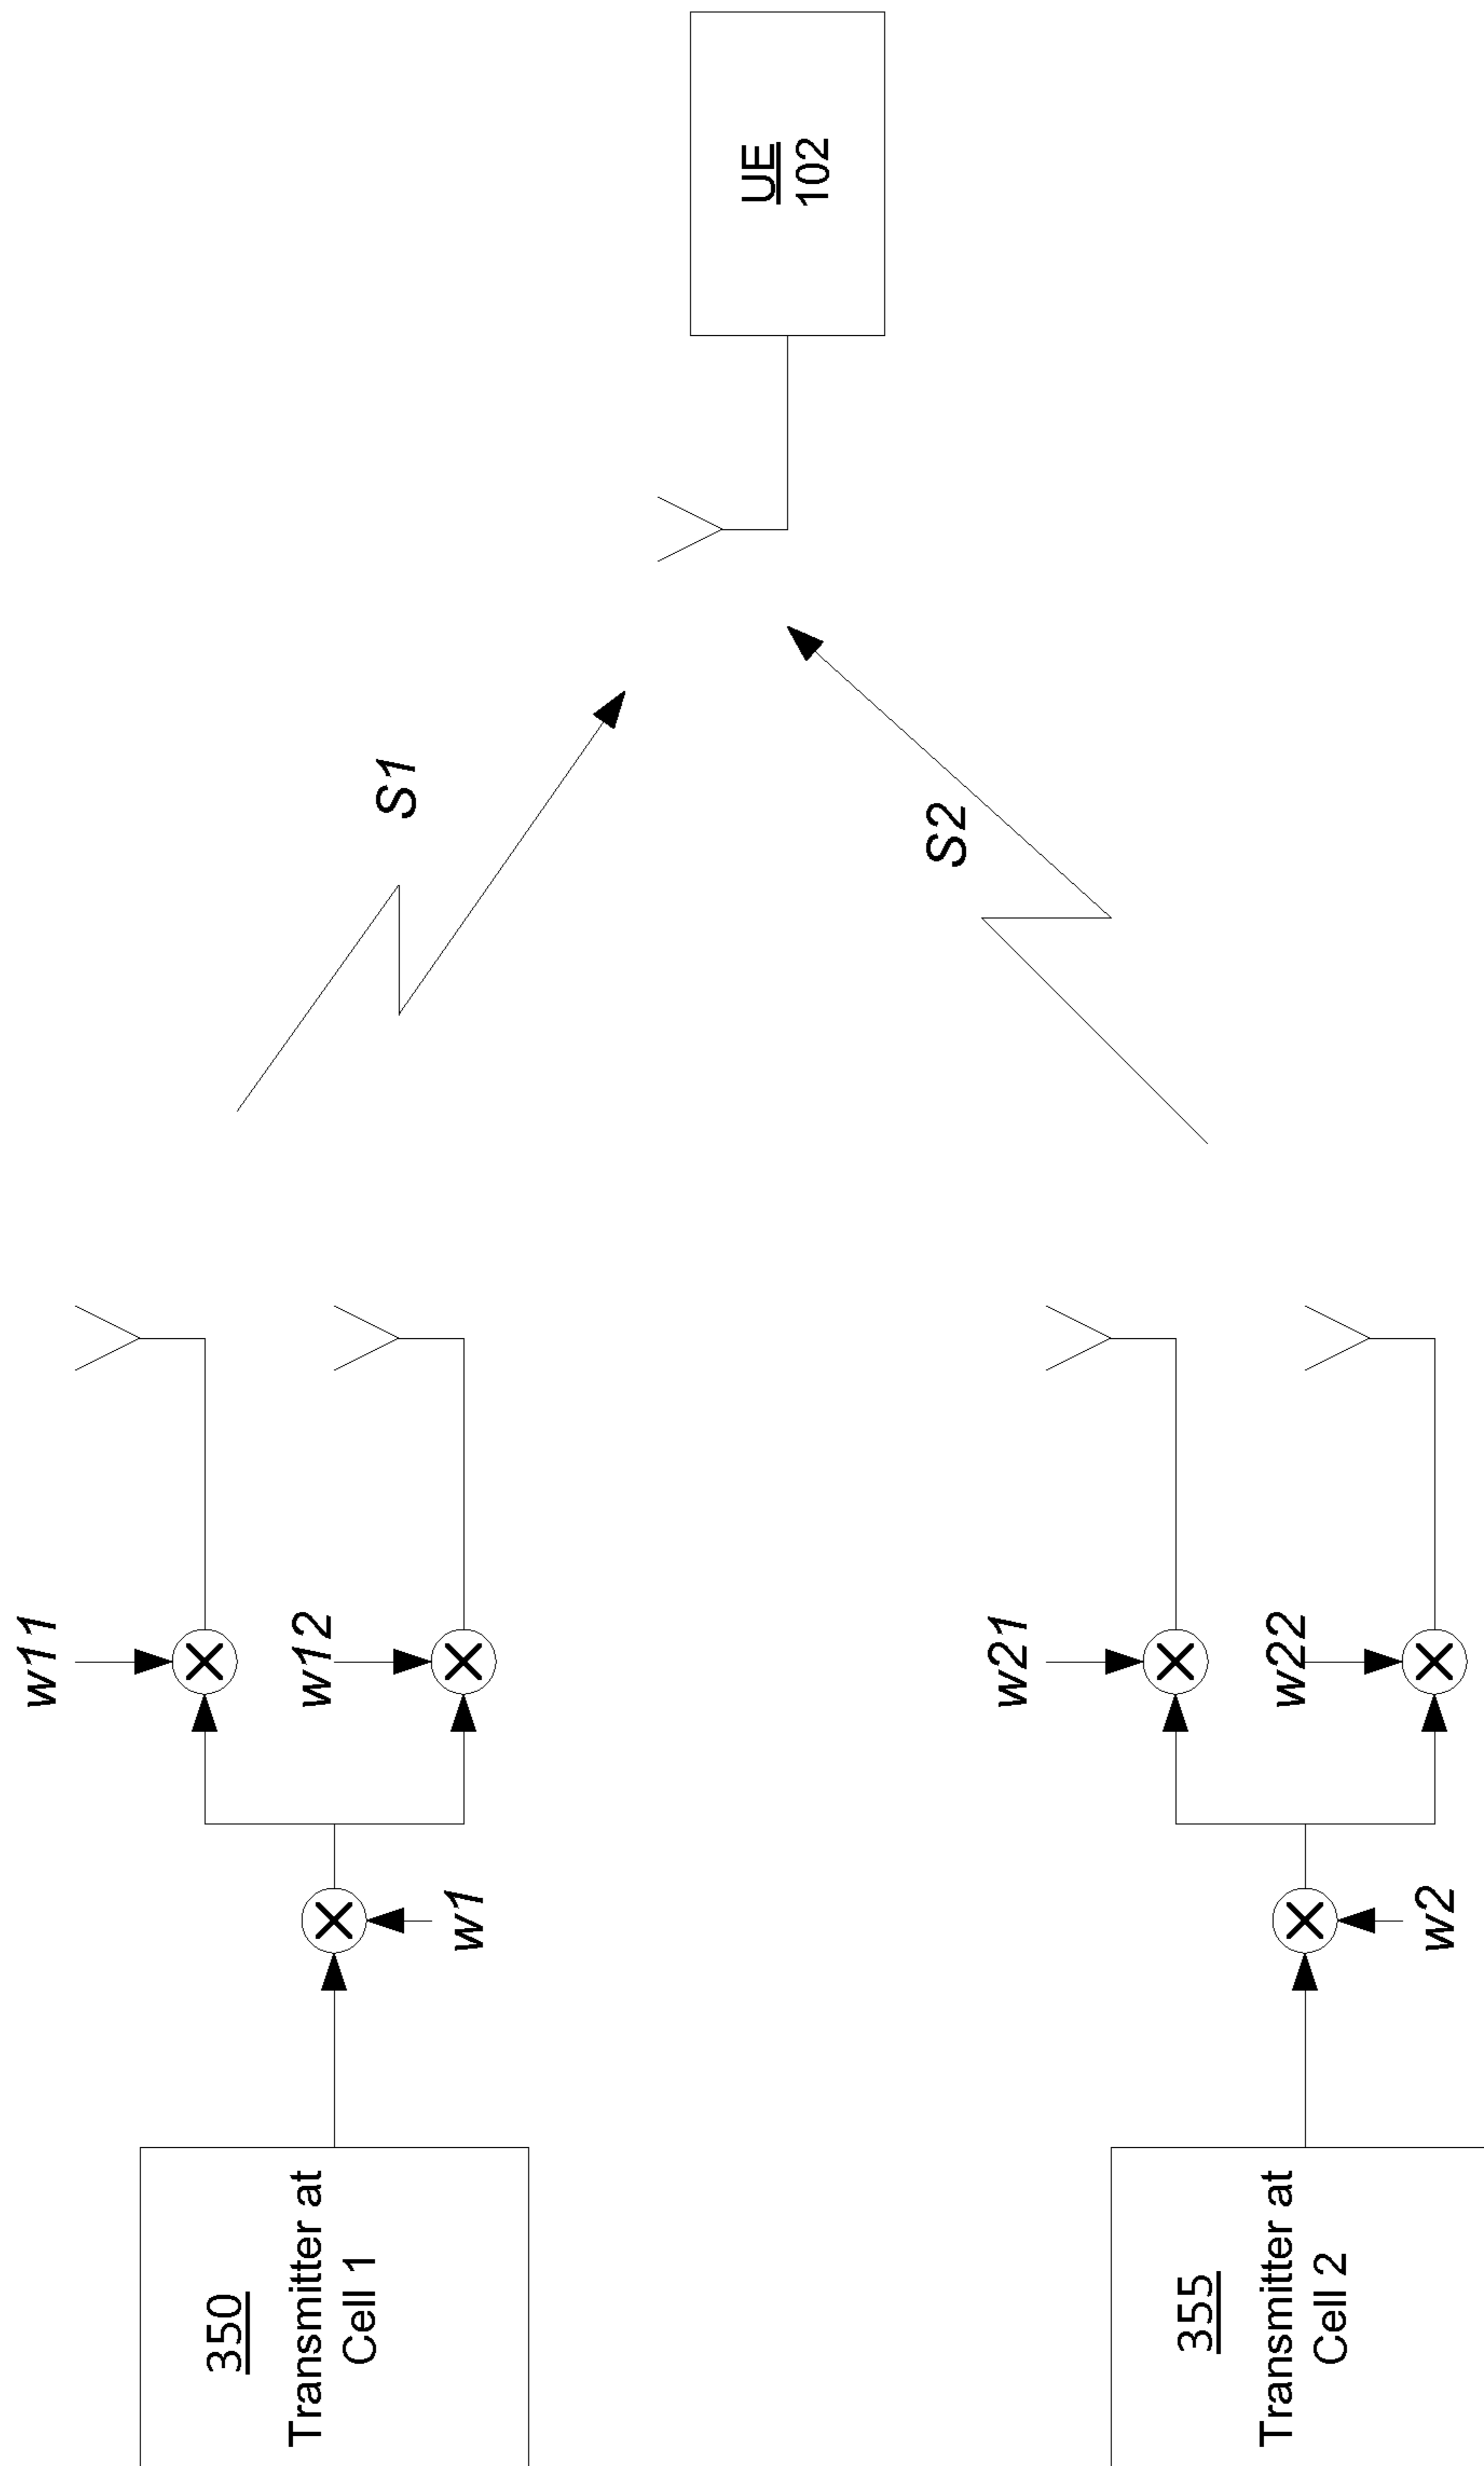 350
Transmitter at
Cell 1
w1
w11
w12
S1
UE
102
S2
355
Transmitter at
Cell 2
w2
w21
w22